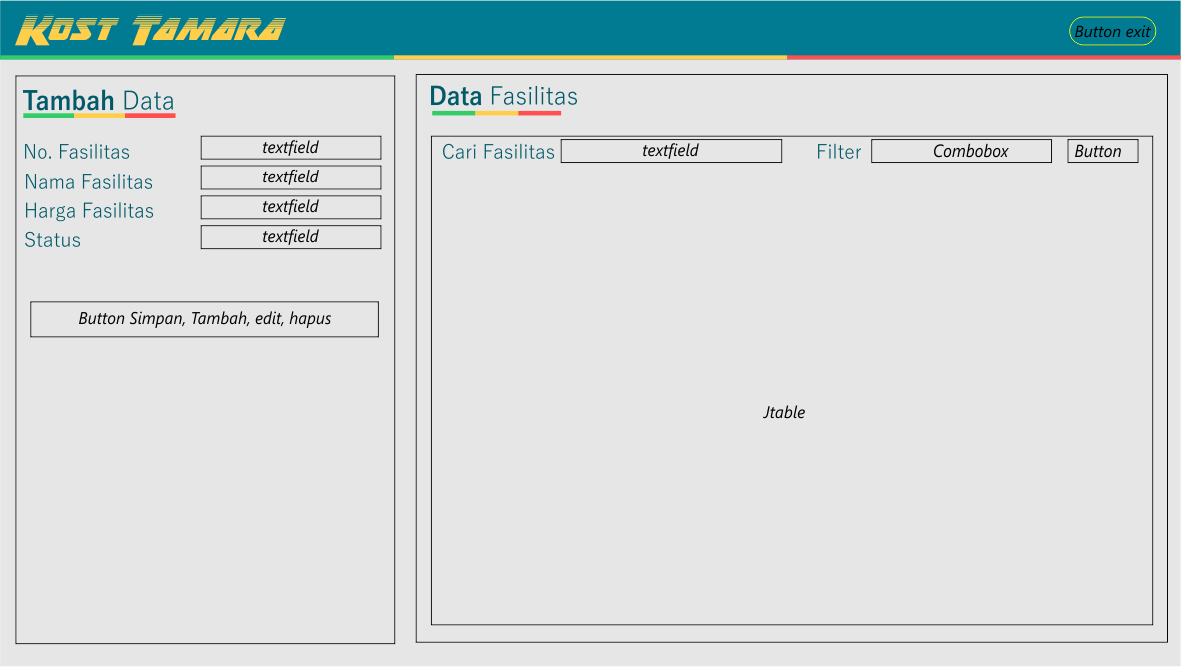 Kost Tamara
Button exit
Tambah Data
No. Fasilitas
textfield
Nama Fasilitas
textfield
Harga Fasilitas
textfield
Status
textfield
Button Simpan, Tambah, edit, hapus
Data Fasilitas
Cari Fasilitas
textfield
Filter
Combobox
Button
Jtable